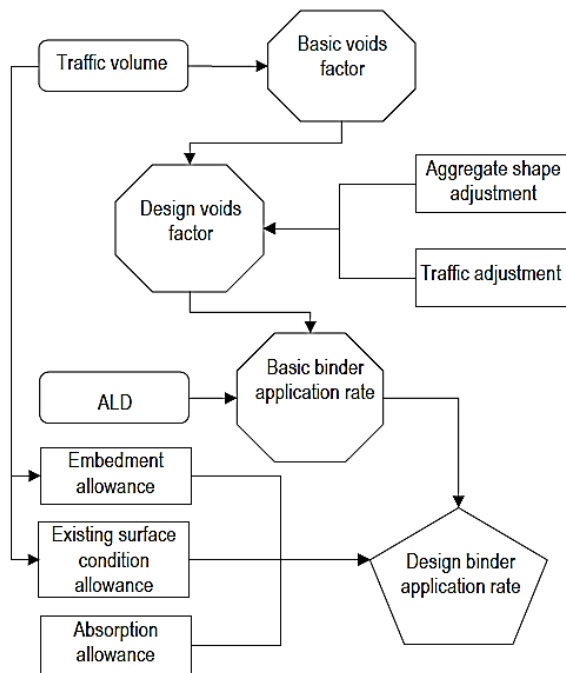 Basic voids
factor
Traffic volume
Aggregate shape
adjustment
Design voids
factor
Traffic adjustment
Basic binder
application rate
ALD
Embedment
allowance
Existing surface
condition
allowance
Design binder
application rate
Absorption
allowance